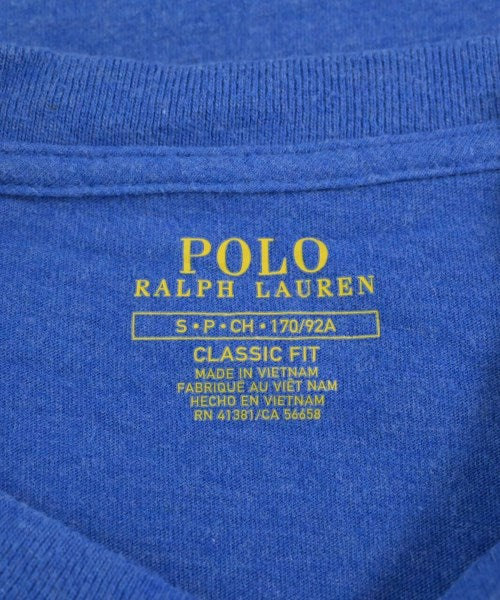 POLO
RALPH LAUREN
S • P • CH • 170/92A
CLASSIC FIT
MADE IN VIETNAM
FABRIQUÉ AU VIÊT NAM
HECHO EN VIETNAM
RN 41381/CA 56658